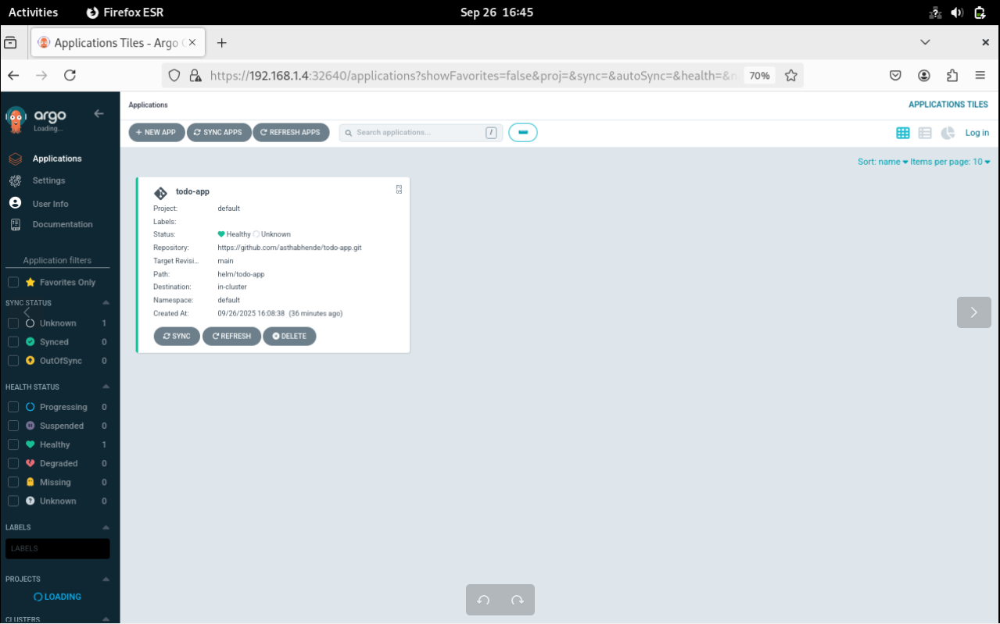 Activities Firefox ESR Sep 26 16:45
Applications Tiles - Argo
https://192.168.1.4:32640/applications?showFavorites=false&proj=&sync=&autoSync=&health=& 70%
argo
Loading...
Applications
Settings
User Info
Documentation
Application filters
Favorites Only
SYNC STATUS
Unknown 1
Synced 0
OutOfSync 0
HEALTH STATUS
Progressing 0
Suspended 0
Healthy 1
Degraded 0
Missing 0
Unknown 0
LABELS
LABELS
PROJECTS
LOADING
CLUSTERS
Applications APPLICATIONS TILES
+ NEW APP SYNC APPS REFRESH APPS Search applications... / Log in
Sort: name Items per page: 10
todo-app
Project: default
Labels:
Status: Healthy Unknown
Repository: https://github.com/asthabhende/todo-app.git
Target Revisi... main
Path: helm/todo-app
Destination: in-cluster
Namespace: default
Created At: 09/26/2025 16:08:38 (36 minutes ago)
SYNC REFRESH DELETE